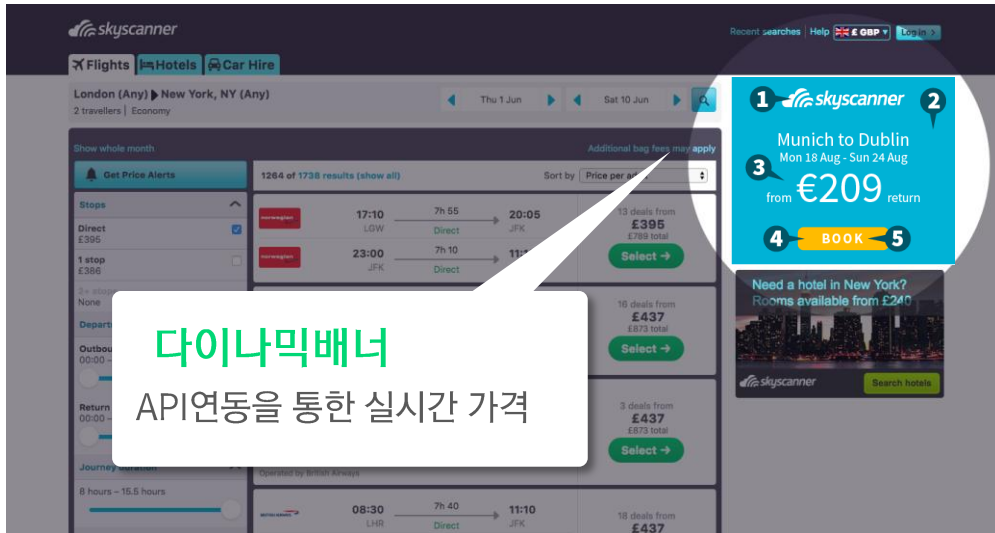 skyscanner
Recent searches Help £ GBP Log in
Flights Hotels Car Hire
London (Any) New York, NY (Any)
2 travellers | Economy
Thu 1 Jun Sat 10 Jun
Show whole month
Additional bag fees may apply
Get Price Alerts
1264 of 1738 results (show all)
Sort by Price per
Stops
Direct
£395
1 stop
£386
None
Outbou
00:00 –
Return
00:00 –
Journey duration
8 hours – 15.5 hours
norwegian
17:10
LGW
7h 55
Direct
20:05
JFK
13 deals from
£395
£789 total
Select
norwegian
23:00
JFK
7h 10
Direct
16 deals from
£437
£873 total
Select
3 deals from
£437
£873 total
Select
Operated by British Airways
08:30
LHR
7h 40
Direct
11:10
JFK
18 deals from
£437
1 skyscanner 2
Munich to Dublin
Mon 18 Aug - Sun 24 Aug
3
from €209 return
4 BOOK 5
Need a hotel in New York?
Rooms available from £240
skyscanner
Search hotels
다이나믹배너
API연동을 통한 실시간 가격